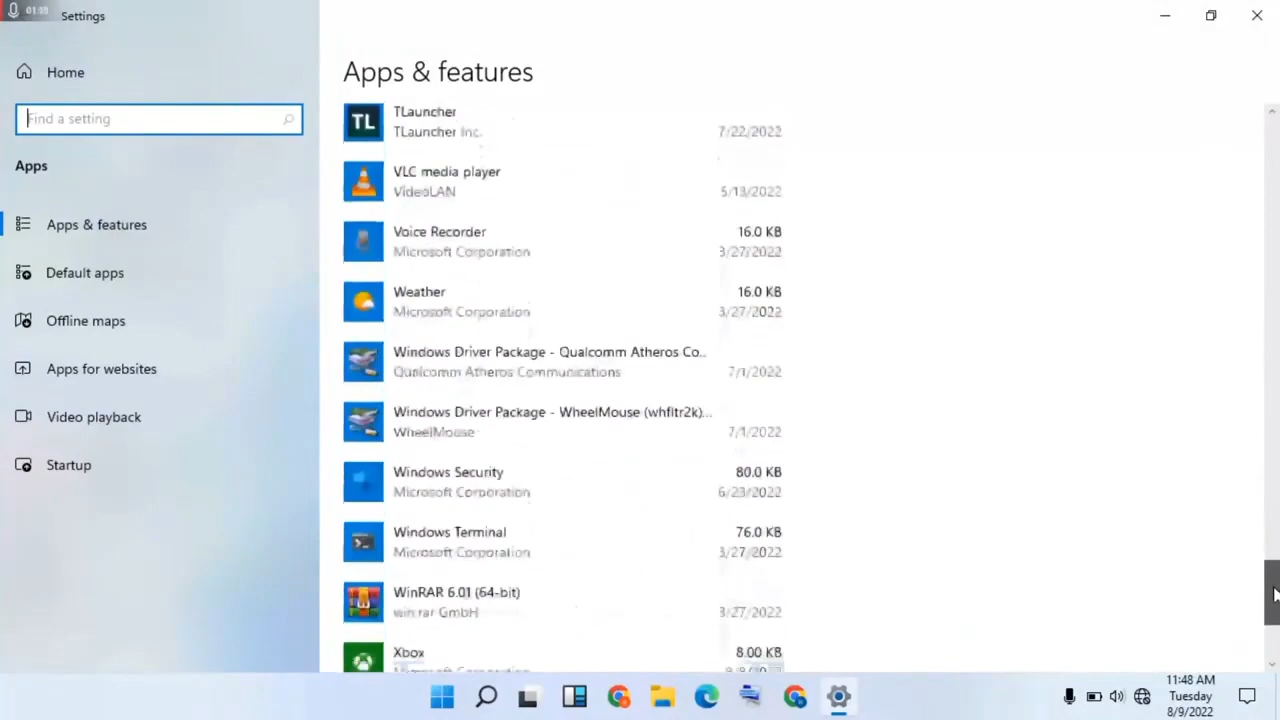 01:55
Settings
Home
Find a setting
Apps
Apps & features
Default apps
Offline maps
Apps for websites
Video playback
Startup
Apps & features
TL
TLauncher
TLauncher Inc.
7/22/2022
VLC media player
VideoLAN
5/13/2022
Voice Recorder
16.0 KB
Microsoft Corporation
3/27/2022
Weather
16.0 KB
Microsoft Corporation
3/27/2022
Windows Driver Package - Qualcomm Atheros Co...
Qualcomm Atheros Communications
7/1/2022
Windows Driver Package - WheelMouse (whfltr2k)...
WheelMouse
7/1/2022
Windows Security
80.0 KB
Microsoft Corporation
6/23/2022
Windows Terminal
76.0 KB
Microsoft Corporation
3/27/2022
WinRAR 6.01 (64-bit)
win.rar GmbH
3/27/2022
Xbox
8.00 KB
Microsoft Corporation
11:48 AM
Tuesday
8/9/2022